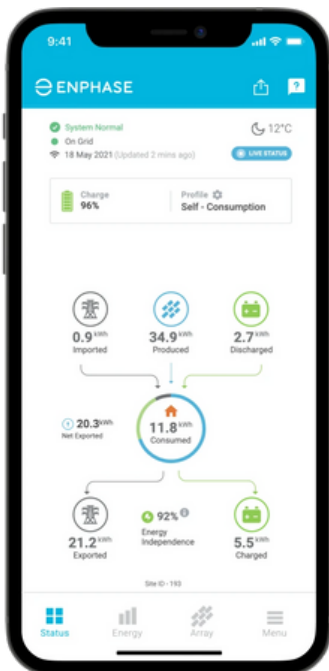 9:41
ENPHASE
?
System Normal
12°C
On Grid
18 May 2021 (Updated 2 mins ago)
LIVE STATUS
Charge
96%
Profile
Self - Consumption
0.9 kWh
Imported
34.9 kWh
Produced
2.7 kWh
Discharged
20.3 kWh
Net Exported
11.8 kWh
Consumed
21.2 kWh
Exported
92%
Energy
Independence
5.5 kWh
Charged
Site ID - 193
Status
Energy
Array
Menu